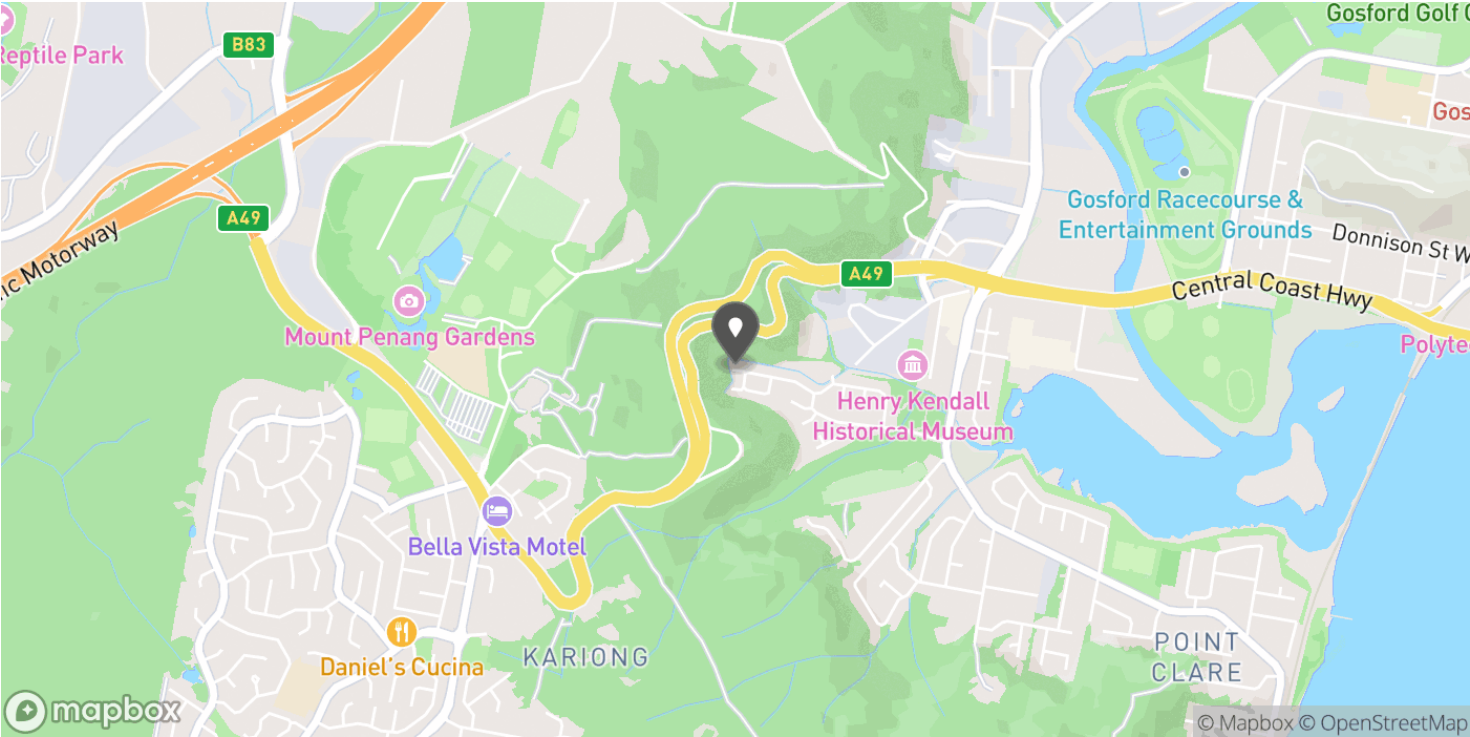 Gosford Golf C
Reptile Park
B83
Gos
A49
Gosford Racecourse &
Entertainment Grounds
Donnison St W
ic Motorway
A49
Central Coast Hwy
Mount Penang Gardens
Polyte
Henry Kendall
Historical Museum
Bella Vista Motel
KARIONG
POINT
CLARE
Daniel's Cucina
mapbox
© Mapbox © OpenStreetMap